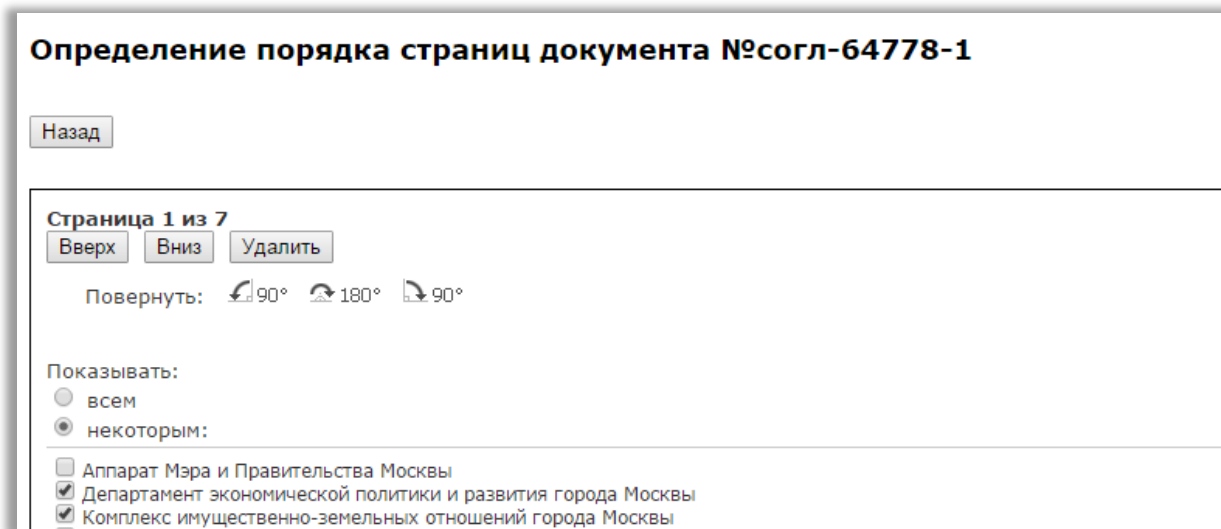 Определение порядка страниц документа №согл-64778-1
Назад
Страница 1 из 7
Вверх Вниз Удалить
Повернуть: 90° 180° 90°
Показывать:
всем
некоторым:
Аппарат Мэра и Правительства Москвы
Департамент экономической политики и развития города Москвы
Комплекс имущественно-земельных отношений города Москвы